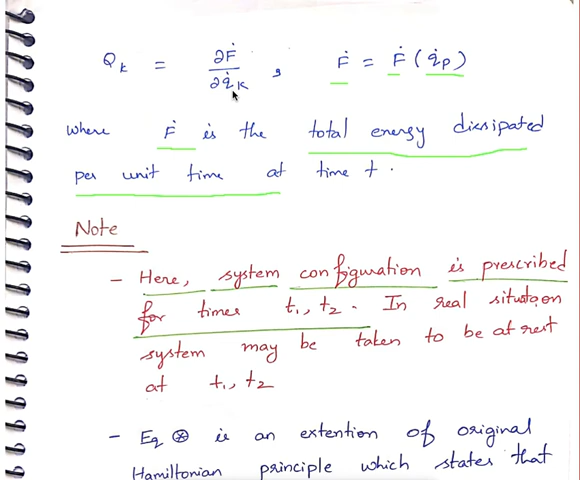 Q_k = ∂Ḟ/∂q̇_K , Ḟ = Ḟ(q̇_p)
where Ḟ is the total energy dissipated
per unit time at time t.
Note
- Here, system configuration is prescribed
for times t₁, t₂. In real situtaon
system may be taken to be at rest
at t₁, t₂
- Eq ⊛ is an extention of original
Hamiltonian principle which states that